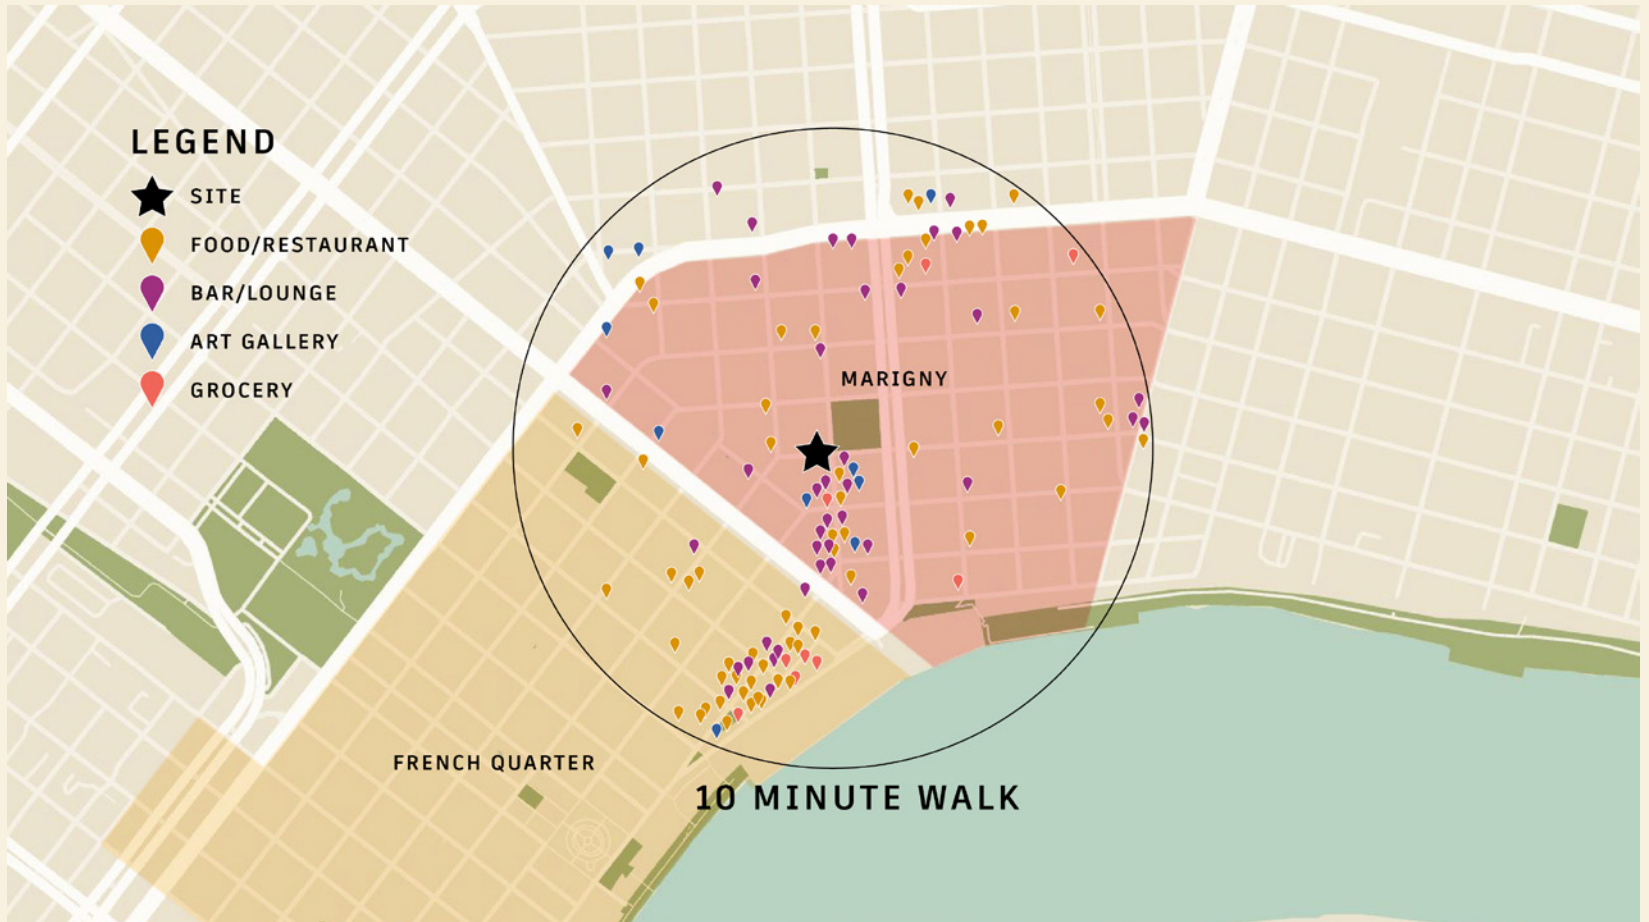 LEGEND
SITE
FOOD/RESTAURANT
BAR/LOUNGE
ART GALLERY
GROCERY
MARIGNY
FRENCH QUARTER
10 MINUTE WALK